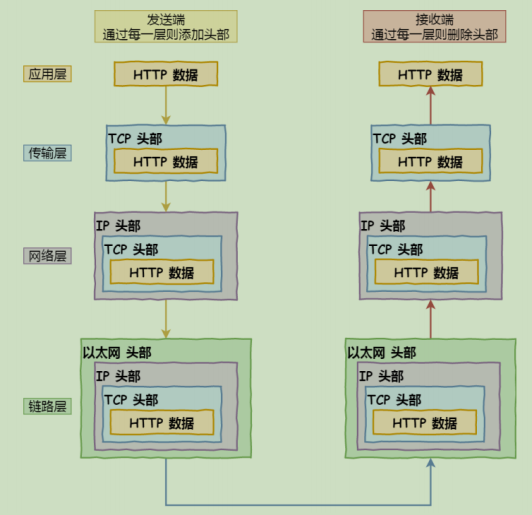 发送端
通过每一层则添加头部
接收端
通过每一层则删除头部
应用层
HTTP 数据
HTTP 数据
传输层
TCP 头部
HTTP 数据
TCP 头部
HTTP 数据
网络层
IP 头部
TCP 头部
HTTP 数据
IP 头部
TCP 头部
HTTP 数据
链路层
以太网 头部
IP 头部
TCP 头部
HTTP 数据
以太网 头部
IP 头部
TCP 头部
HTTP 数据